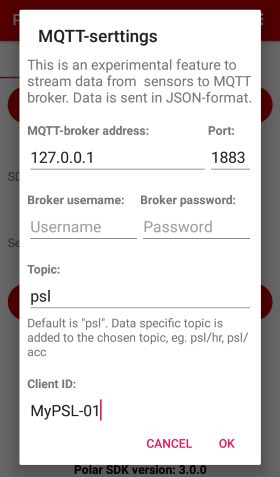 MQTT-serttings
This is an experimental feature to
stream data from sensors to MQTT
broker. Data is sent in JSON-format.
MQTT-broker address: Port:
127.0.0.1 1883
Broker username: Broker password:
Username Password
Topic:
psl
Default is "psl". Data specific topic is
added to the chosen topic, eg. psl/hr, psl/
acc
Client ID:
MyPSL-01
CANCEL OK
Polar SDK version: 3.0.0